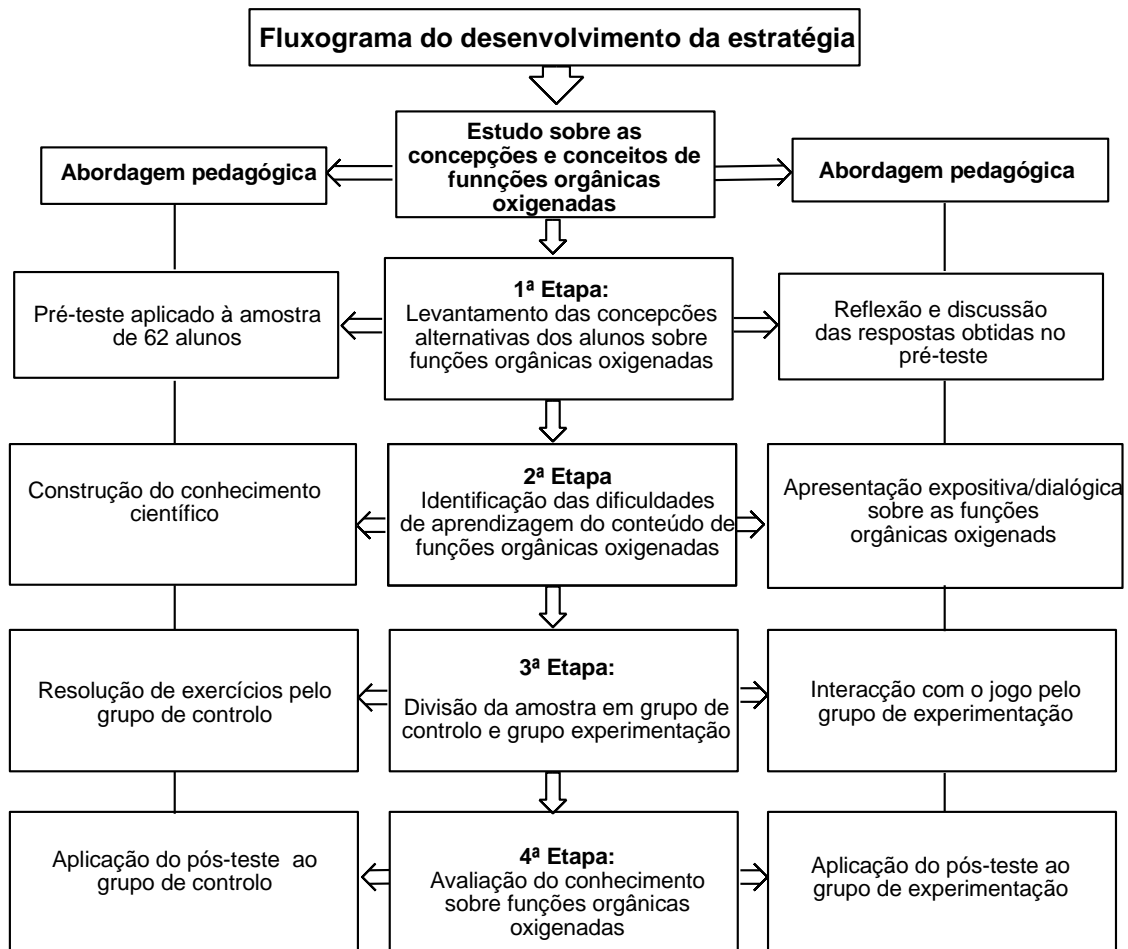 Fluxograma do desenvolvimento da estratégia
Abordagem pedagógica
Estudo sobre as
concepções e conceitos de
funnções orgânicas
oxigenadas
Abordagem pedagógica
Pré-teste aplicado à amostra
de 62 alunos
1ª Etapa:
Levantamento das concepcões
alternativas dos alunos sobre
funções orgânicas oxigenadas
Reflexão e discussão
das respostas obtidas no
pré-teste
Construção do conhecimento
científico
2ª Etapa
Identificação das dificuldades
de aprendizagem do conteúdo de
funções orgânicas oxigenadas
Apresentação expositiva/dialógica
sobre as funções
orgânicas oxigenads
Resolução de exercícios pelo
grupo de controlo
3ª Etapa:
Divisão da amostra em grupo de
controlo e grupo experimentação
Interacção com o jogo pelo
grupo de experimentação
Aplicação do pós-teste ao
grupo de controlo
4ª Etapa:
Avaliação do conhecimento
sobre funções orgânicas
oxigenadas
Aplicação do pós-teste ao
grupo de experimentação